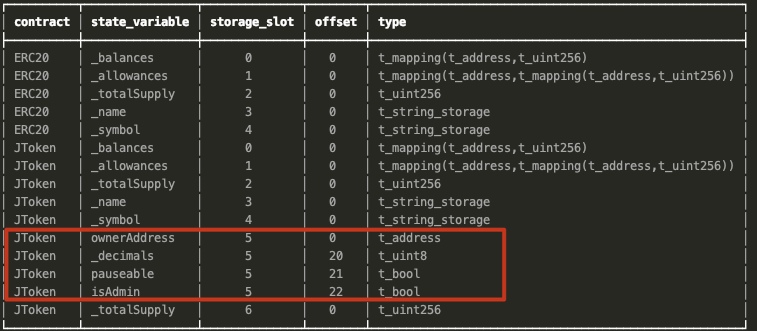 contract state_variable storage_slot offset type
ERC20 _balances 0 0 t_mapping(t_address,t_uint256)
ERC20 _allowances 1 0 t_mapping(t_address,t_mapping(t_address,t_uint256))
ERC20 _totalSupply 2 0 t_uint256
ERC20 _name 3 0 t_string_storage
ERC20 _symbol 4 0 t_string_storage
JToken _balances 0 0 t_mapping(t_address,t_uint256)
JToken _allowances 1 0 t_mapping(t_address,t_mapping(t_address,t_uint256))
JToken _totalSupply 2 0 t_uint256
JToken _name 3 0 t_string_storage
JToken _symbol 4 0 t_string_storage
JToken ownerAddress 5 0 t_address
JToken _decimals 5 20 t_uint8
JToken pauseable 5 21 t_bool
JToken isAdmin 5 22 t_bool
JToken _totalSupply 6 0 t_uint256